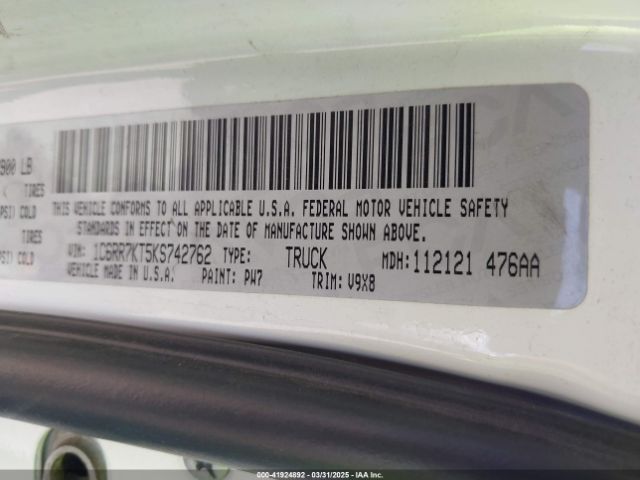 900 LB
TIRES
PSI) COLD
TIRES
PSI) COLD
THIS VEHICLE CONFORMS TO ALL APPLICABLE U.S.A. FEDERAL MOTOR VEHICLE SAFETY
STANDARDS IN EFFECT ON THE DATE OF MANUFACTURE SHOWN ABOVE.
VIN: 1C6RR7KT5KS742762 TYPE: TRUCK MDH:112121 476AA
VEHICLE MADE IN U.S.A. PAINT: PW7 TRIM: V9X8
00-41924892 - 03/31/2025 - IAA Inc.